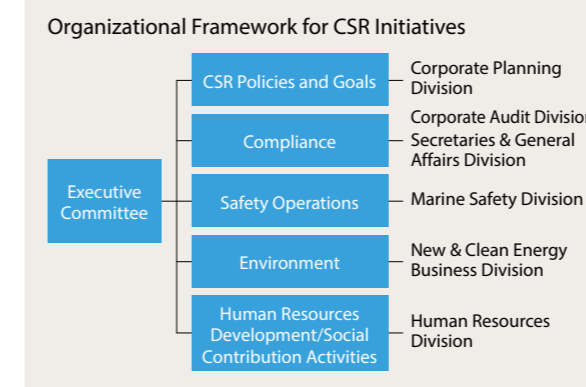 Organizational Framework for CSR Initiatives
Executive
Committee
CSR Policies and Goals
Corporate Planning
Division
Compliance
Corporate Audit Division
Secretaries & General
Affairs Division
Safety Operations
Marine Safety Division
Environment
New & Clean Energy
Business Division
Human Resources
Development/Social
Contribution Activities
Human Resources
Division